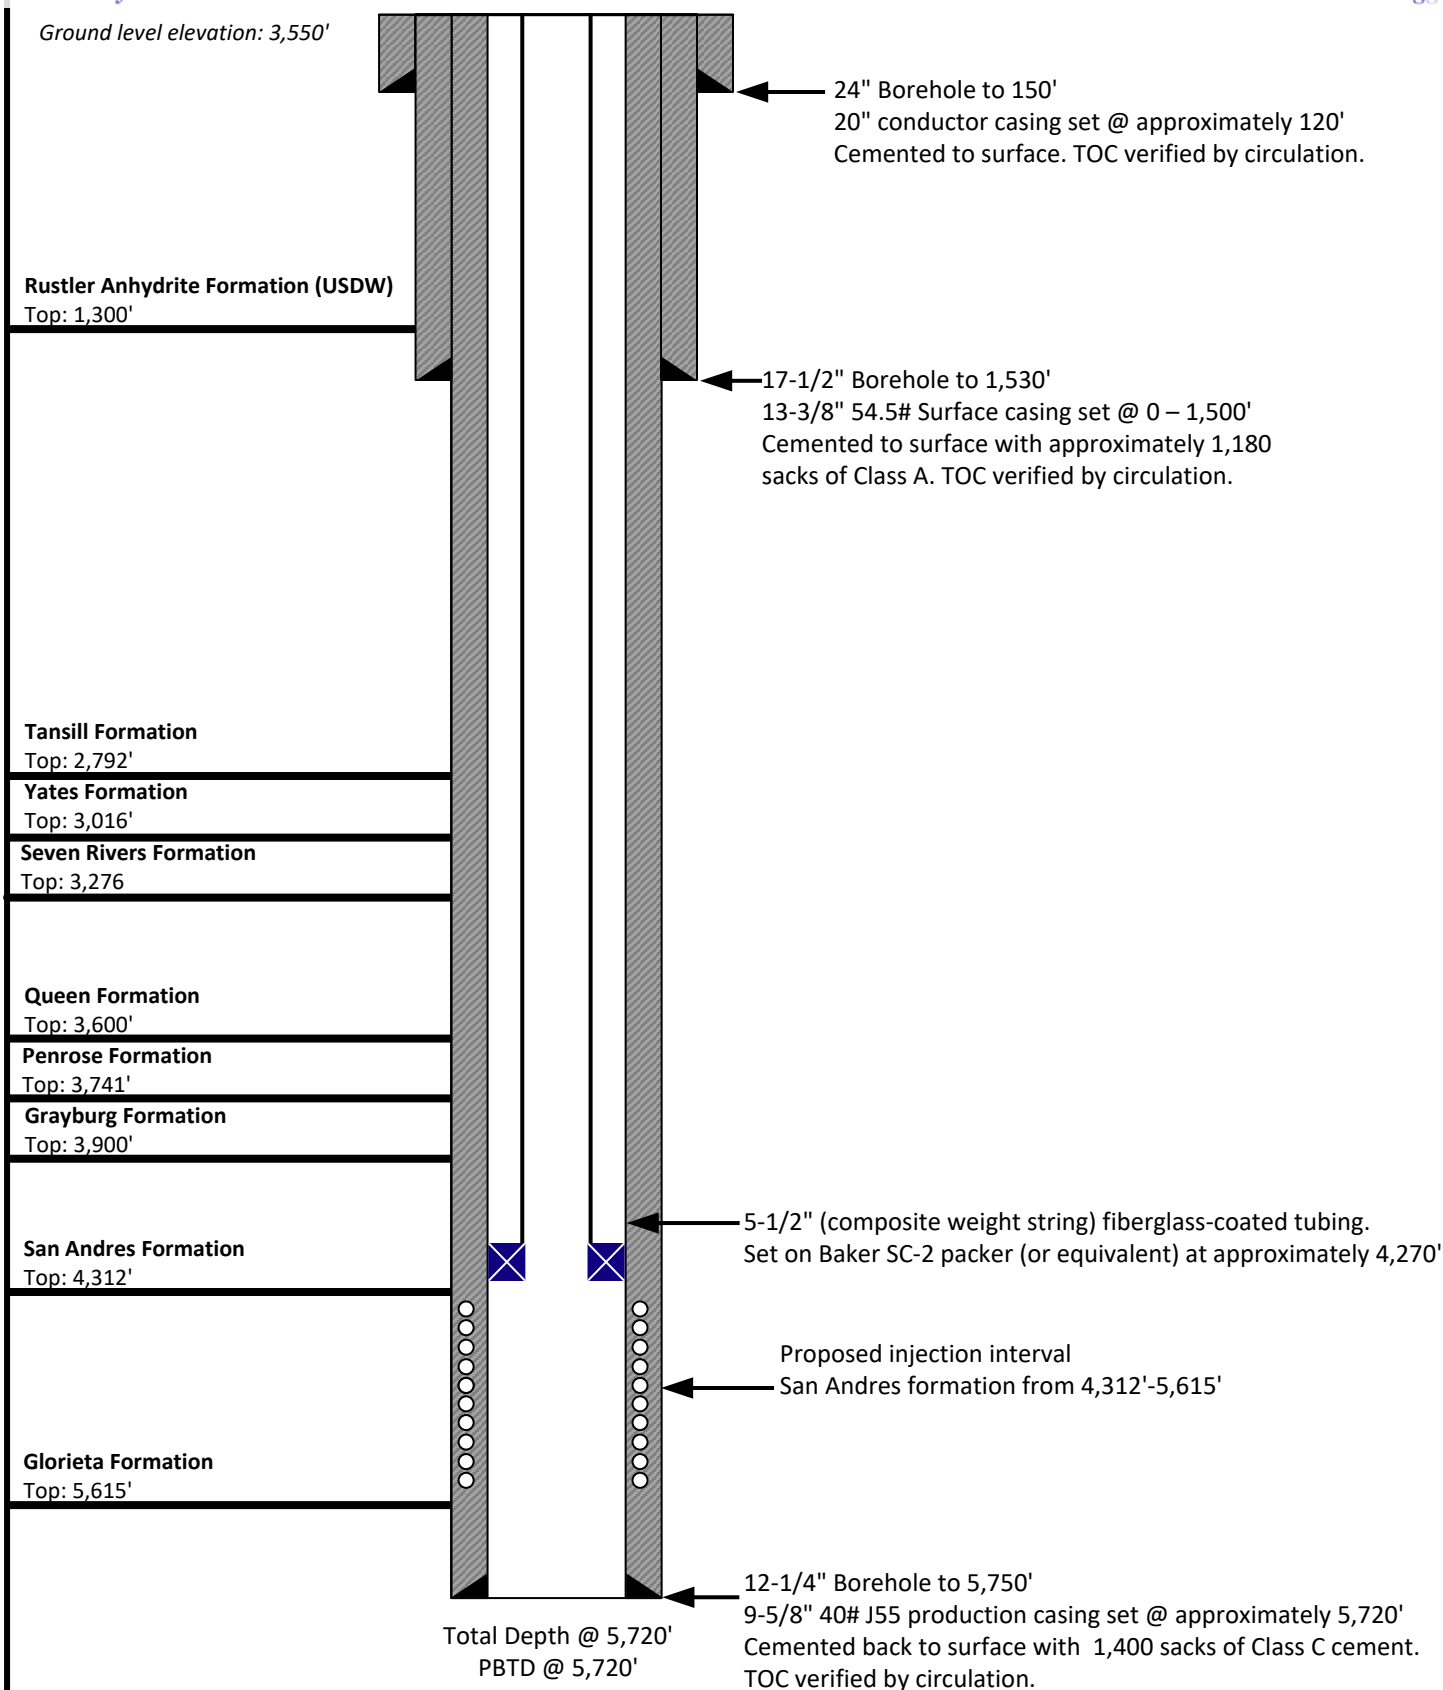 Ground level elevation: 3,550'
24" Borehole to 150'
20" conductor casing set @ approximately 120'
Cemented to surface. TOC verified by circulation.
Rustler Anhydrite Formation (USDW)
Top: 1,300'
17-1/2" Borehole to 1,530'
13-3/8" 54.5# Surface casing set @ 0 – 1,500'
Cemented to surface with approximately 1,180
sacks of Class A. TOC verified by circulation.
Tansill Formation
Top: 2,792'
Yates Formation
Top: 3,016'
Seven Rivers Formation
Top: 3,276
Queen Formation
Top: 3,600'
Penrose Formation
Top: 3,741'
Grayburg Formation
Top: 3,900'
5-1/2" (composite weight string) fiberglass-coated tubing.
Set on Baker SC-2 packer (or equivalent) at approximately 4,270'
San Andres Formation
Top: 4,312'
Proposed injection interval
San Andres formation from 4,312'-5,615'
Glorieta Formation
Top: 5,615'
12-1/4" Borehole to 5,750'
9-5/8" 40# J55 production casing set @ approximately 5,720'
Cemented back to surface with  1,400 sacks of Class C cement.
TOC verified by circulation.
Total Depth @ 5,720'
PBTD @ 5,720'